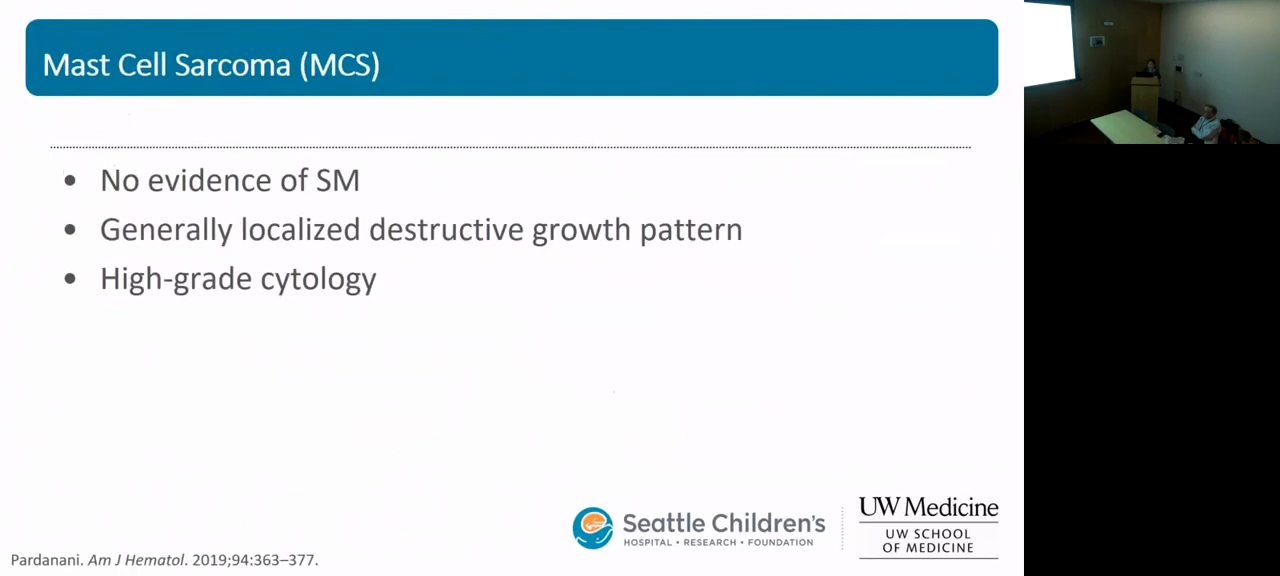 Mast Cell Sarcoma (MCS)
• No evidence of SM
• Generally localized destructive growth pattern
• High-grade cytology
Seattle Children's
HOSPITAL • RESEARCH • FOUNDATION
UW Medicine
UW SCHOOL
OF MEDICINE
Pardanani. Am J Hematol. 2019;94:363–377.